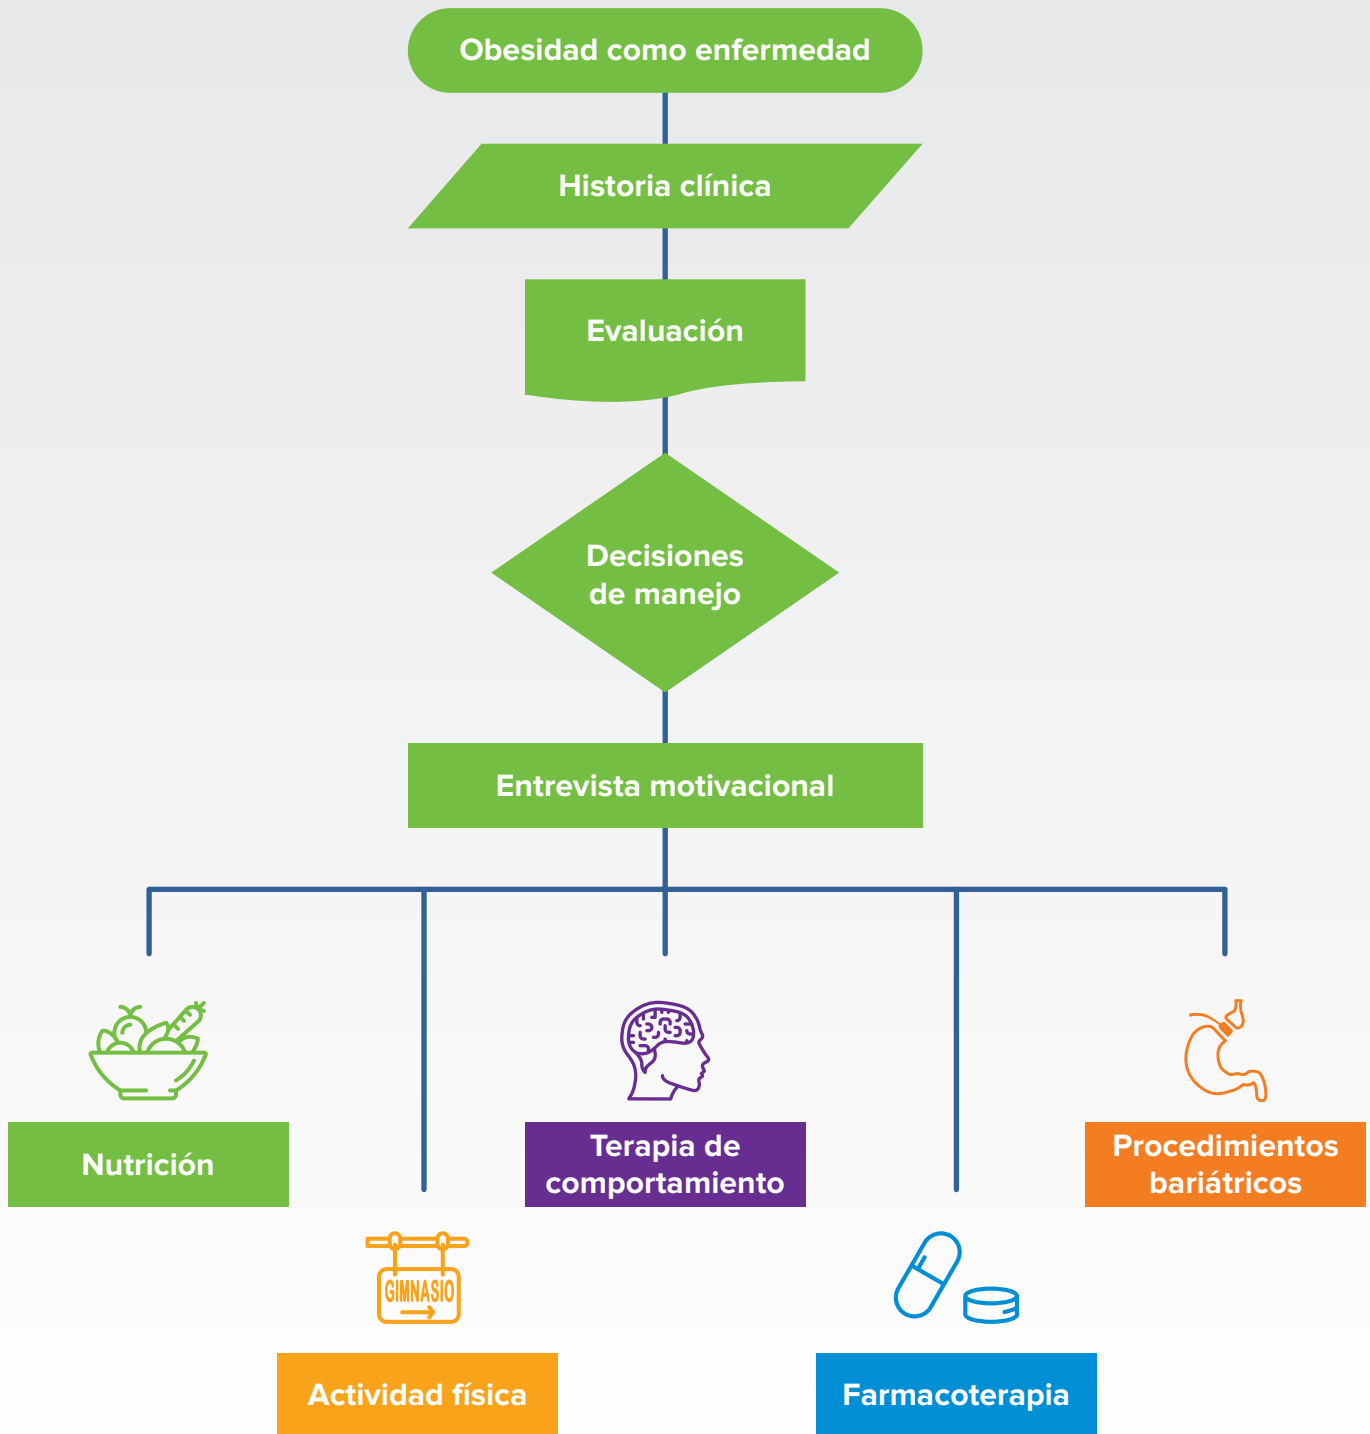 Obesidad como enfermedad
Historia clínica
Evaluación
Decisiones
de manejo
Entrevista motivacional
Nutrición
Terapia de
comportamiento
Procedimientos
bariátricos
GIMNASIO
Actividad física
Farmacoterapia